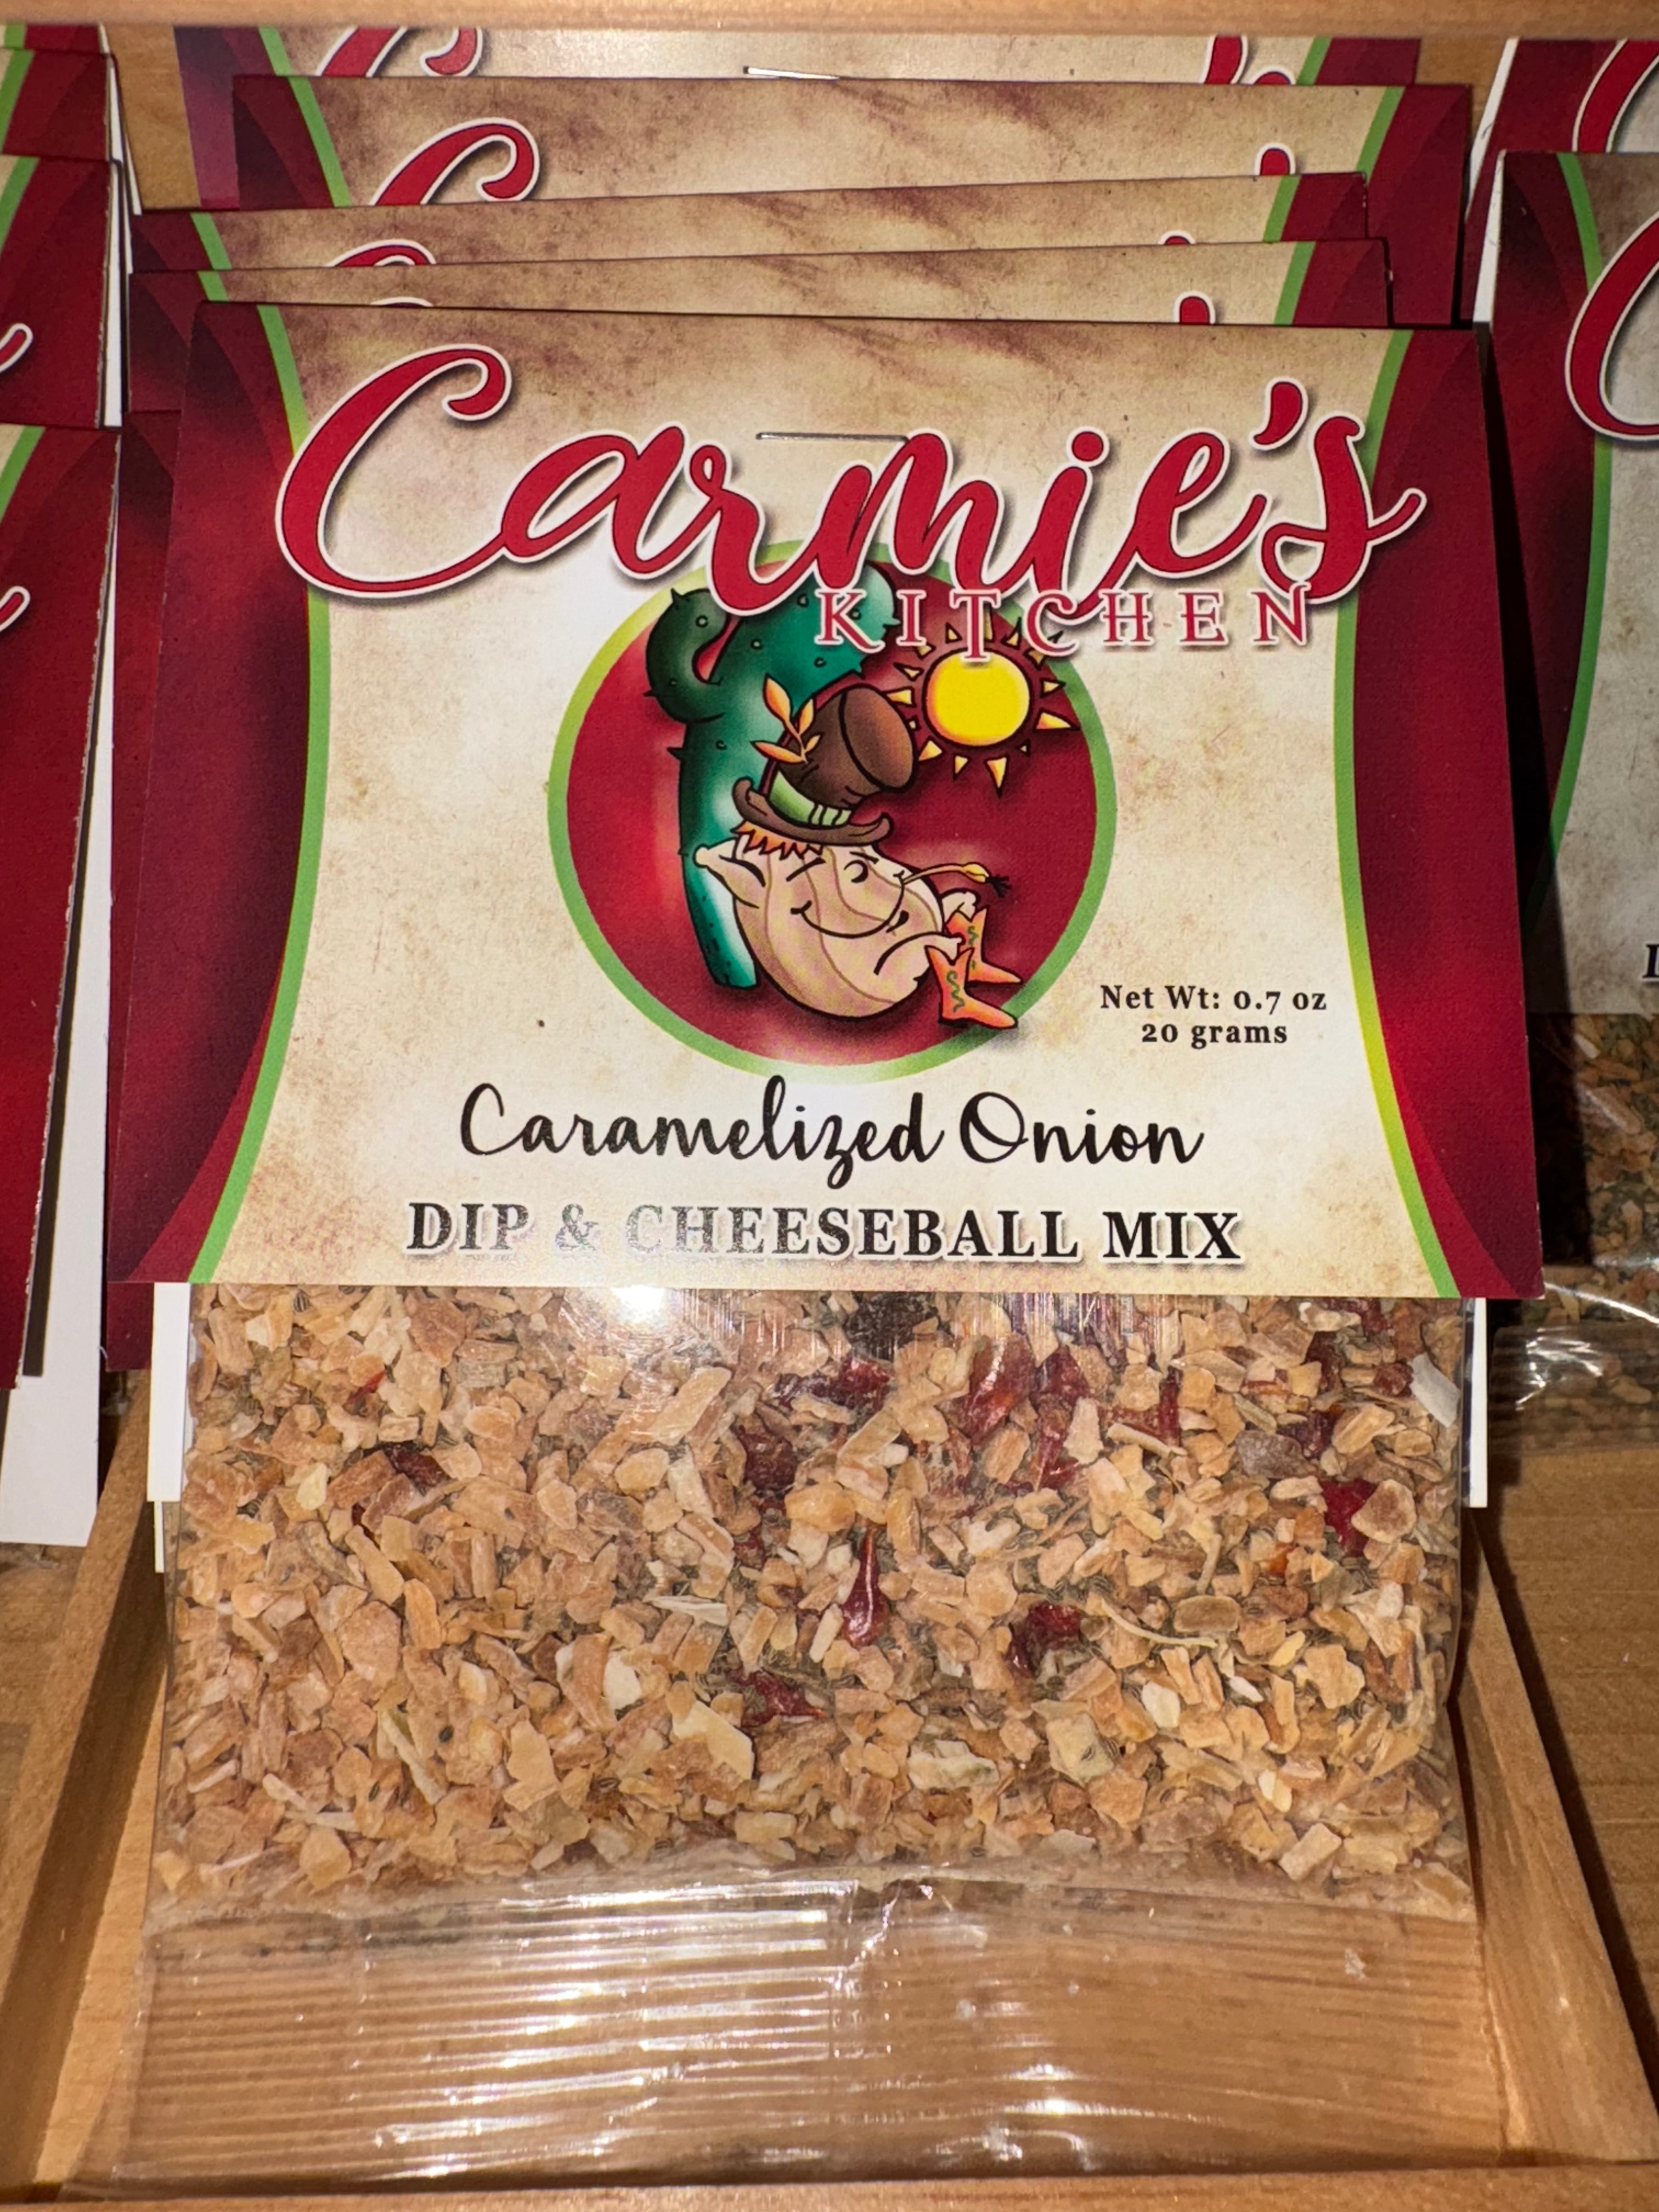 Carmie's
KITCHEN
Net Wt: 0.7 oz
20 grams
Caramelized Onion
DIP & CHEESEBALL MIX